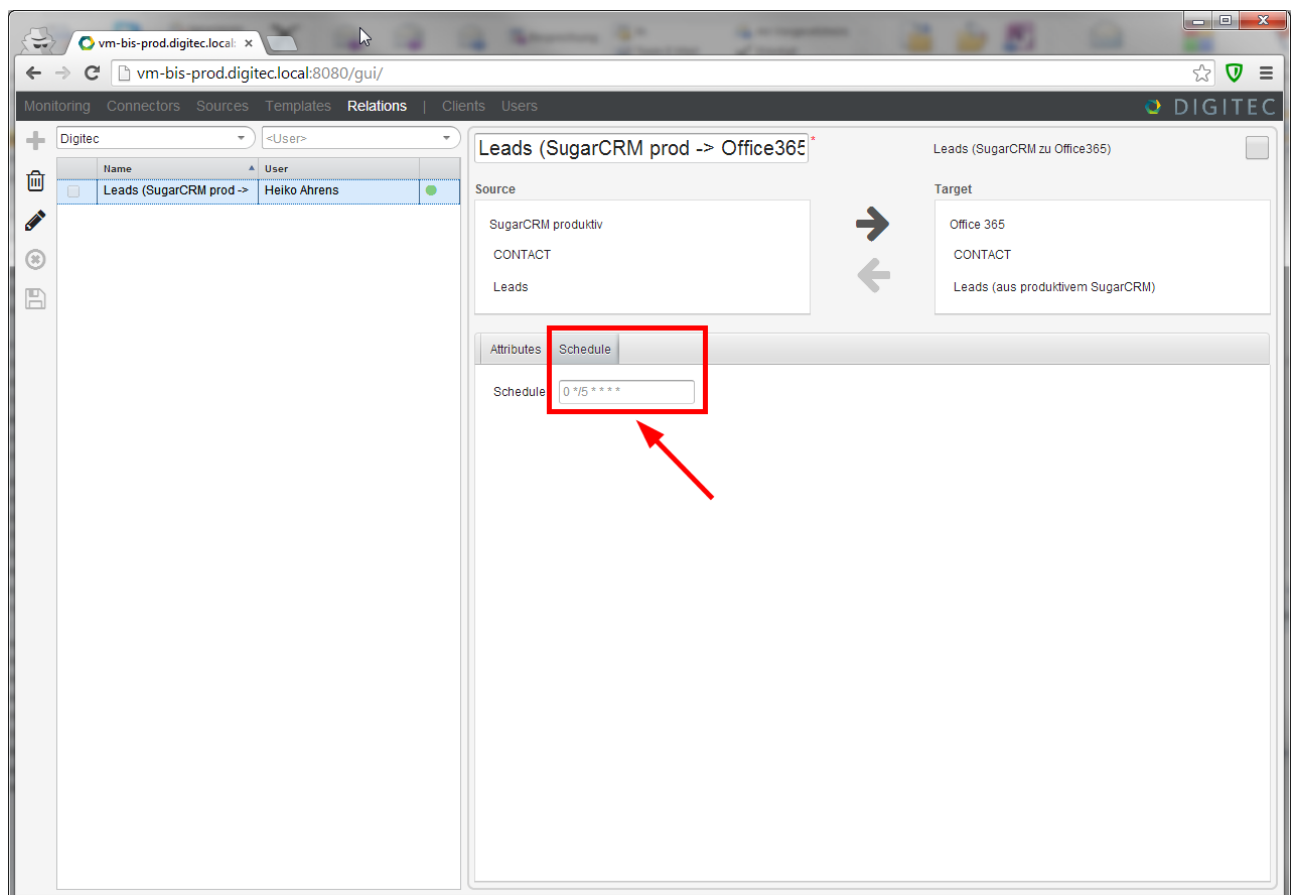 vm-bis-prod.digitec.local:
vm-bis-prod.digitec.local:8080/gui/
Monitoring Connectors Sources Templates Relations | Clients Users
DIGITEC
Digitec
<User>
Name User
Leads (SugarCRM prod -> Heiko Ahrens
Leads (SugarCRM prod -> Office365 *
Leads (SugarCRM zu Office365)
Source
SugarCRM produktiv
CONTACT
Leads
Target
Office 365
CONTACT
Leads (aus produktivem SugarCRM)
Attributes Schedule
Schedule 0 */5 * * * *